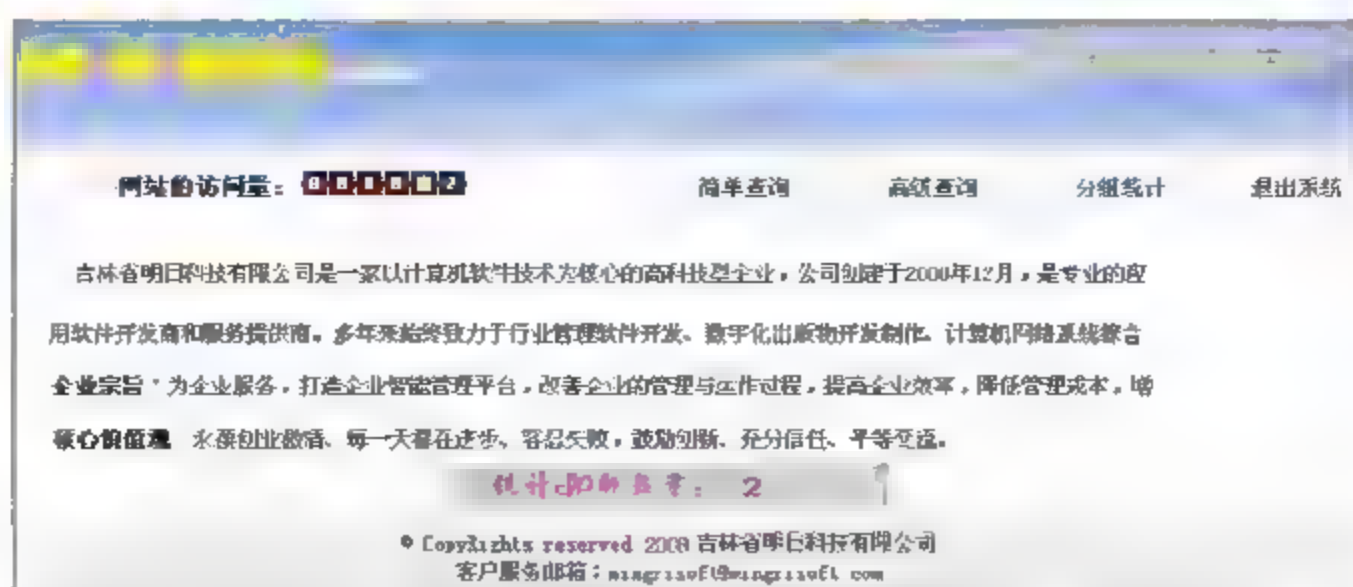 网站的访问量： 000002 简单查询 高级查询 分组统计 退出系统
吉林省明日科技有限公司是一家以计算机软件技术为核心的高科技型企业，公司创建于2000年12月，是专业的应
用软件开发商和服务提供商。多年来始终致力于行业管理软件开发、数字化出版物开发制作、计算机网络系统综合
企业宗旨：为企业服务，打造企业智能管理平台，改善企业的管理与工作过程，提高企业效率，降低管理成本，增
核心价值观 永葆创业激情、每一天都在进步、容忍失败，鼓励创新、充分信任、平等交流。
统计 2
© CopyRights reserved 2008 吉林省明日科技有限公司
客户服务邮箱：mingrisoft@mingrisoft.com